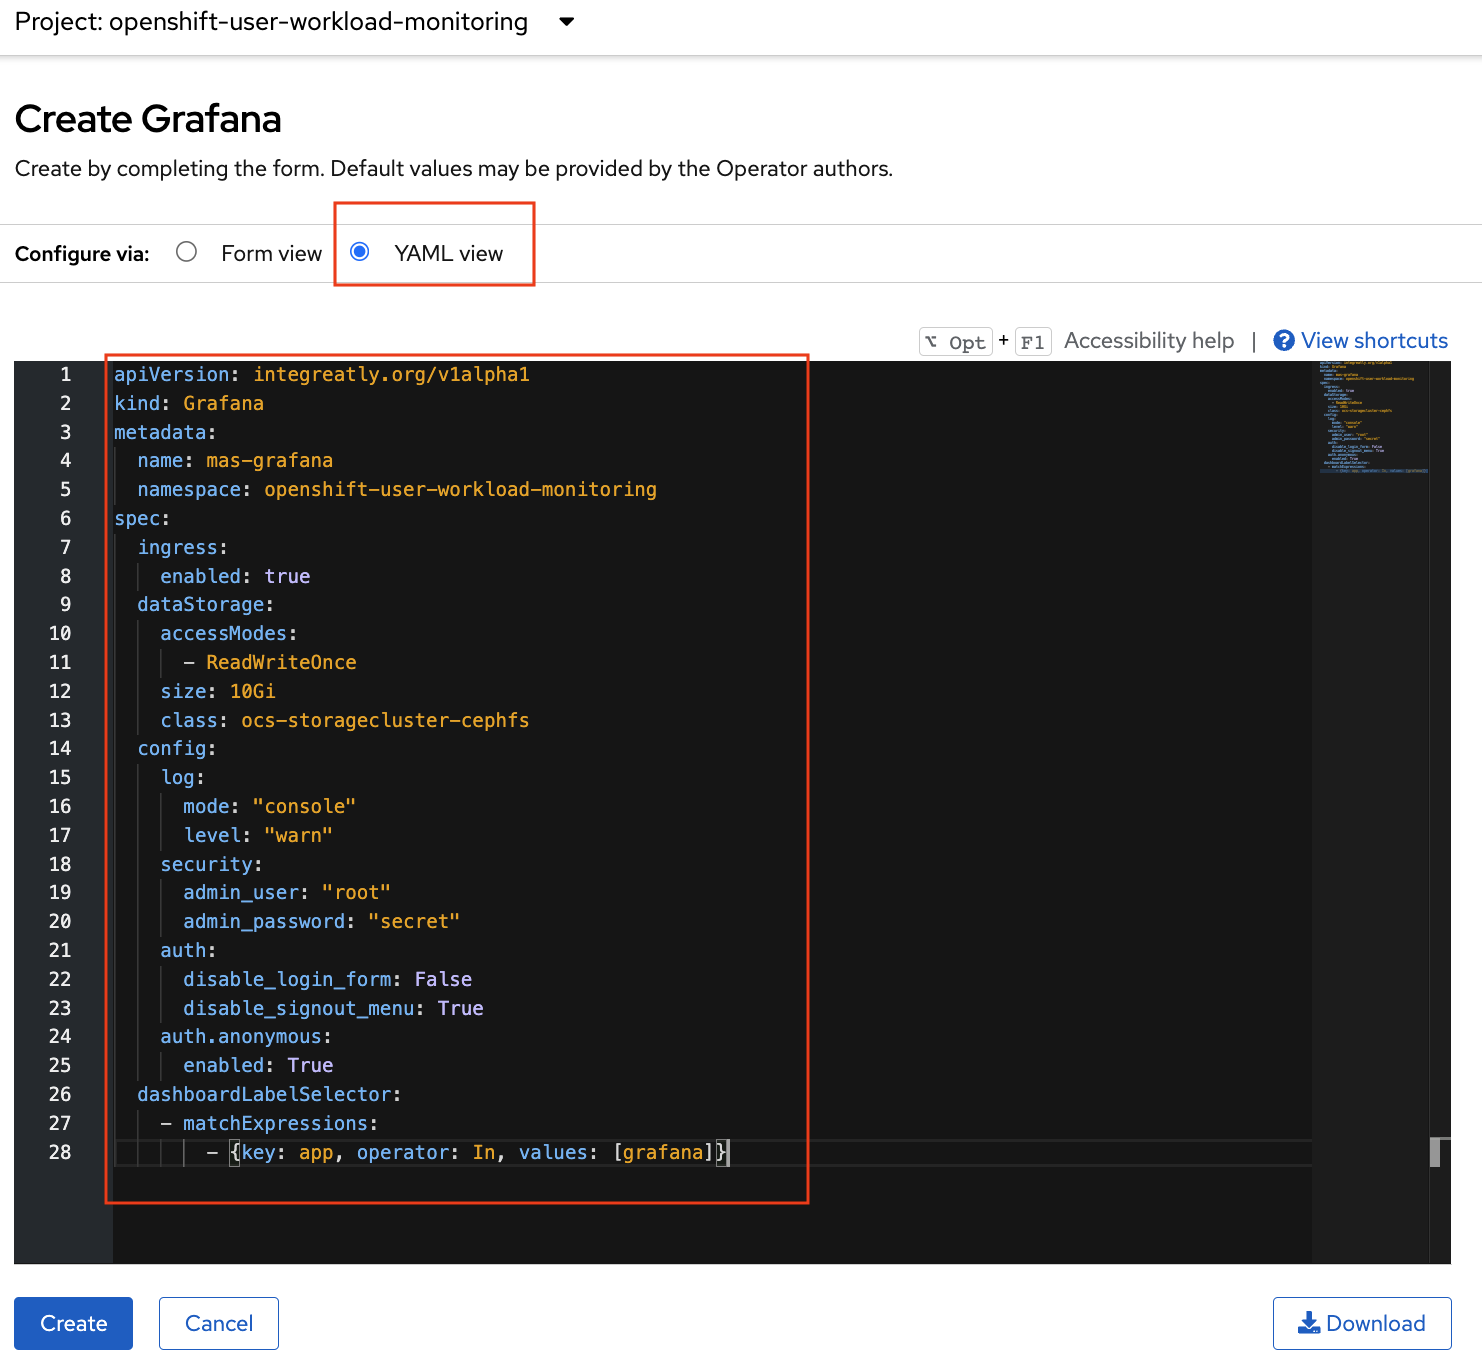 Project: openshift-user-workload-monitoring
Create Grafana
Create by completing the form. Default values may be provided by the Operator authors.
Configure via: Form view YAML view
⌥ Opt + F1 Accessibility help | View shortcuts
1 apiVersion: integreatly.org/v1alpha1
2 kind: Grafana
3 metadata:
4   name: mas-grafana
5   namespace: openshift-user-workload-monitoring
6 spec:
7   ingress:
8     enabled: true
9   dataStorage:
10     accessModes:
11       - ReadWriteOnce
12     size: 10Gi
13     class: ocs-storagecluster-cephfs
14   config:
15     log:
16       mode: "console"
17       level: "warn"
18     security:
19       admin_user: "root"
20       admin_password: "secret"
21     auth:
22       disable_login_form: False
23       disable_signout_menu: True
24     auth.anonymous:
25       enabled: True
26   dashboardLabelSelector:
27     - matchExpressions:
28         - {key: app, operator: In, values: [grafana]}
Create Cancel Download